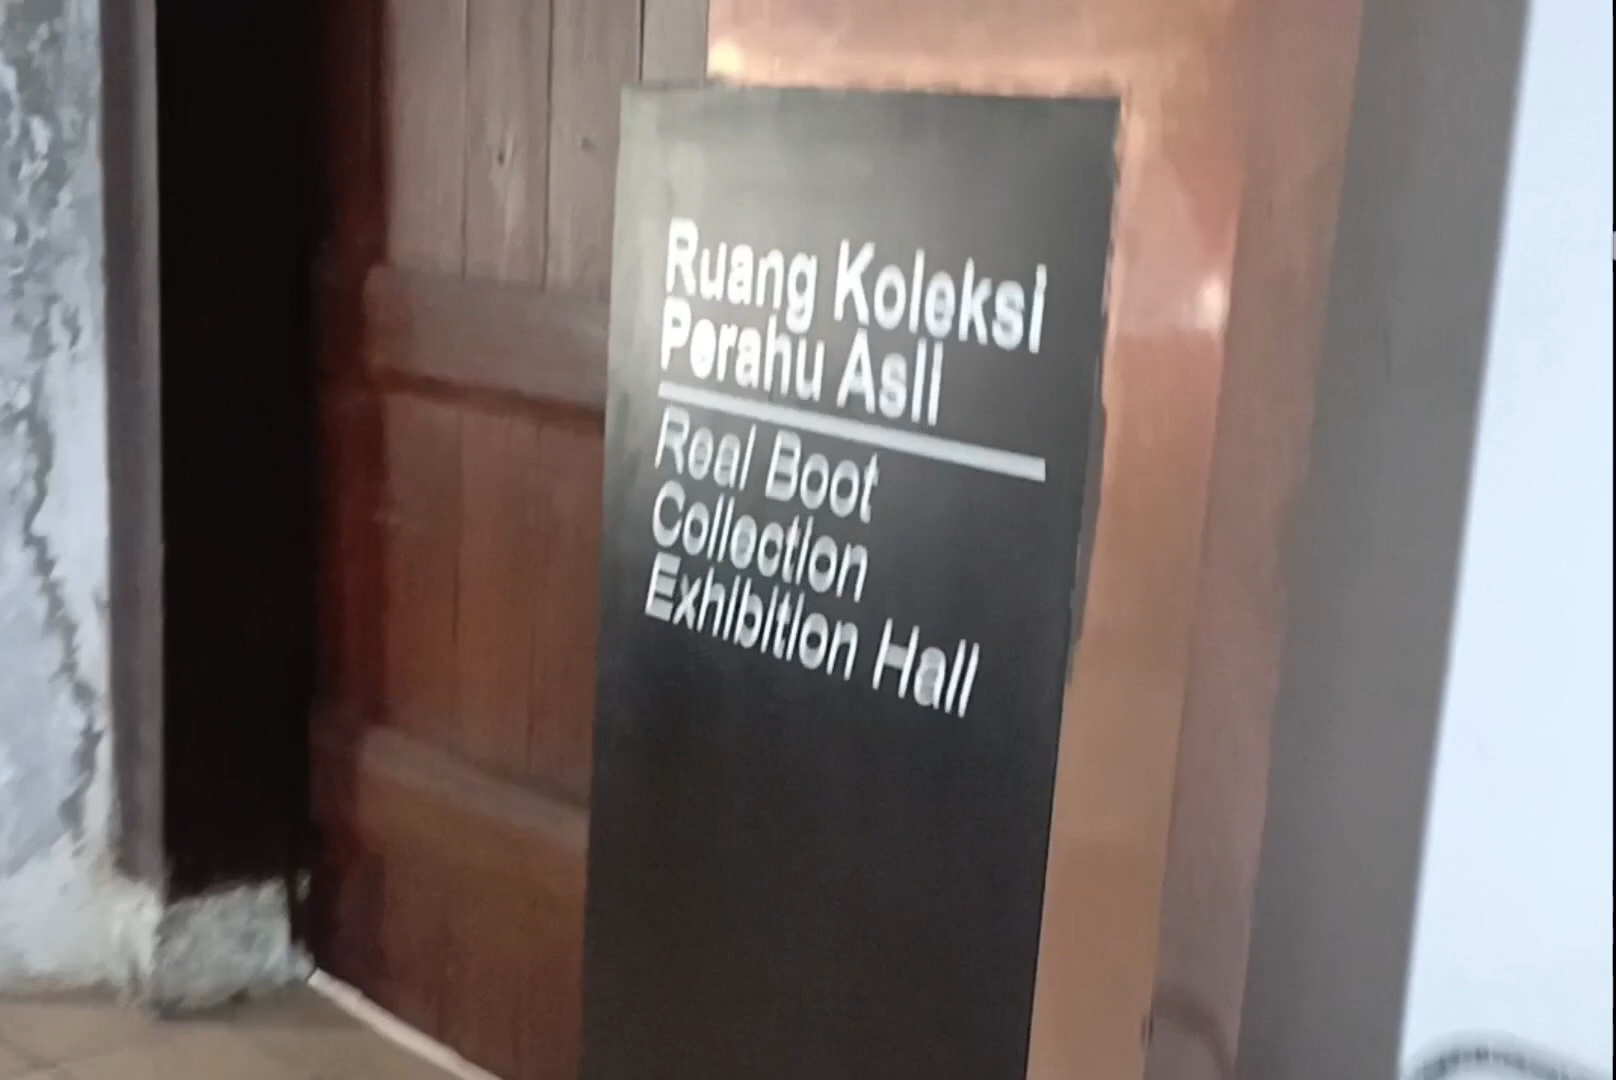 Ruang Koleksi
Perahu Asli
Real Boot
Collection
Exhibition Hall